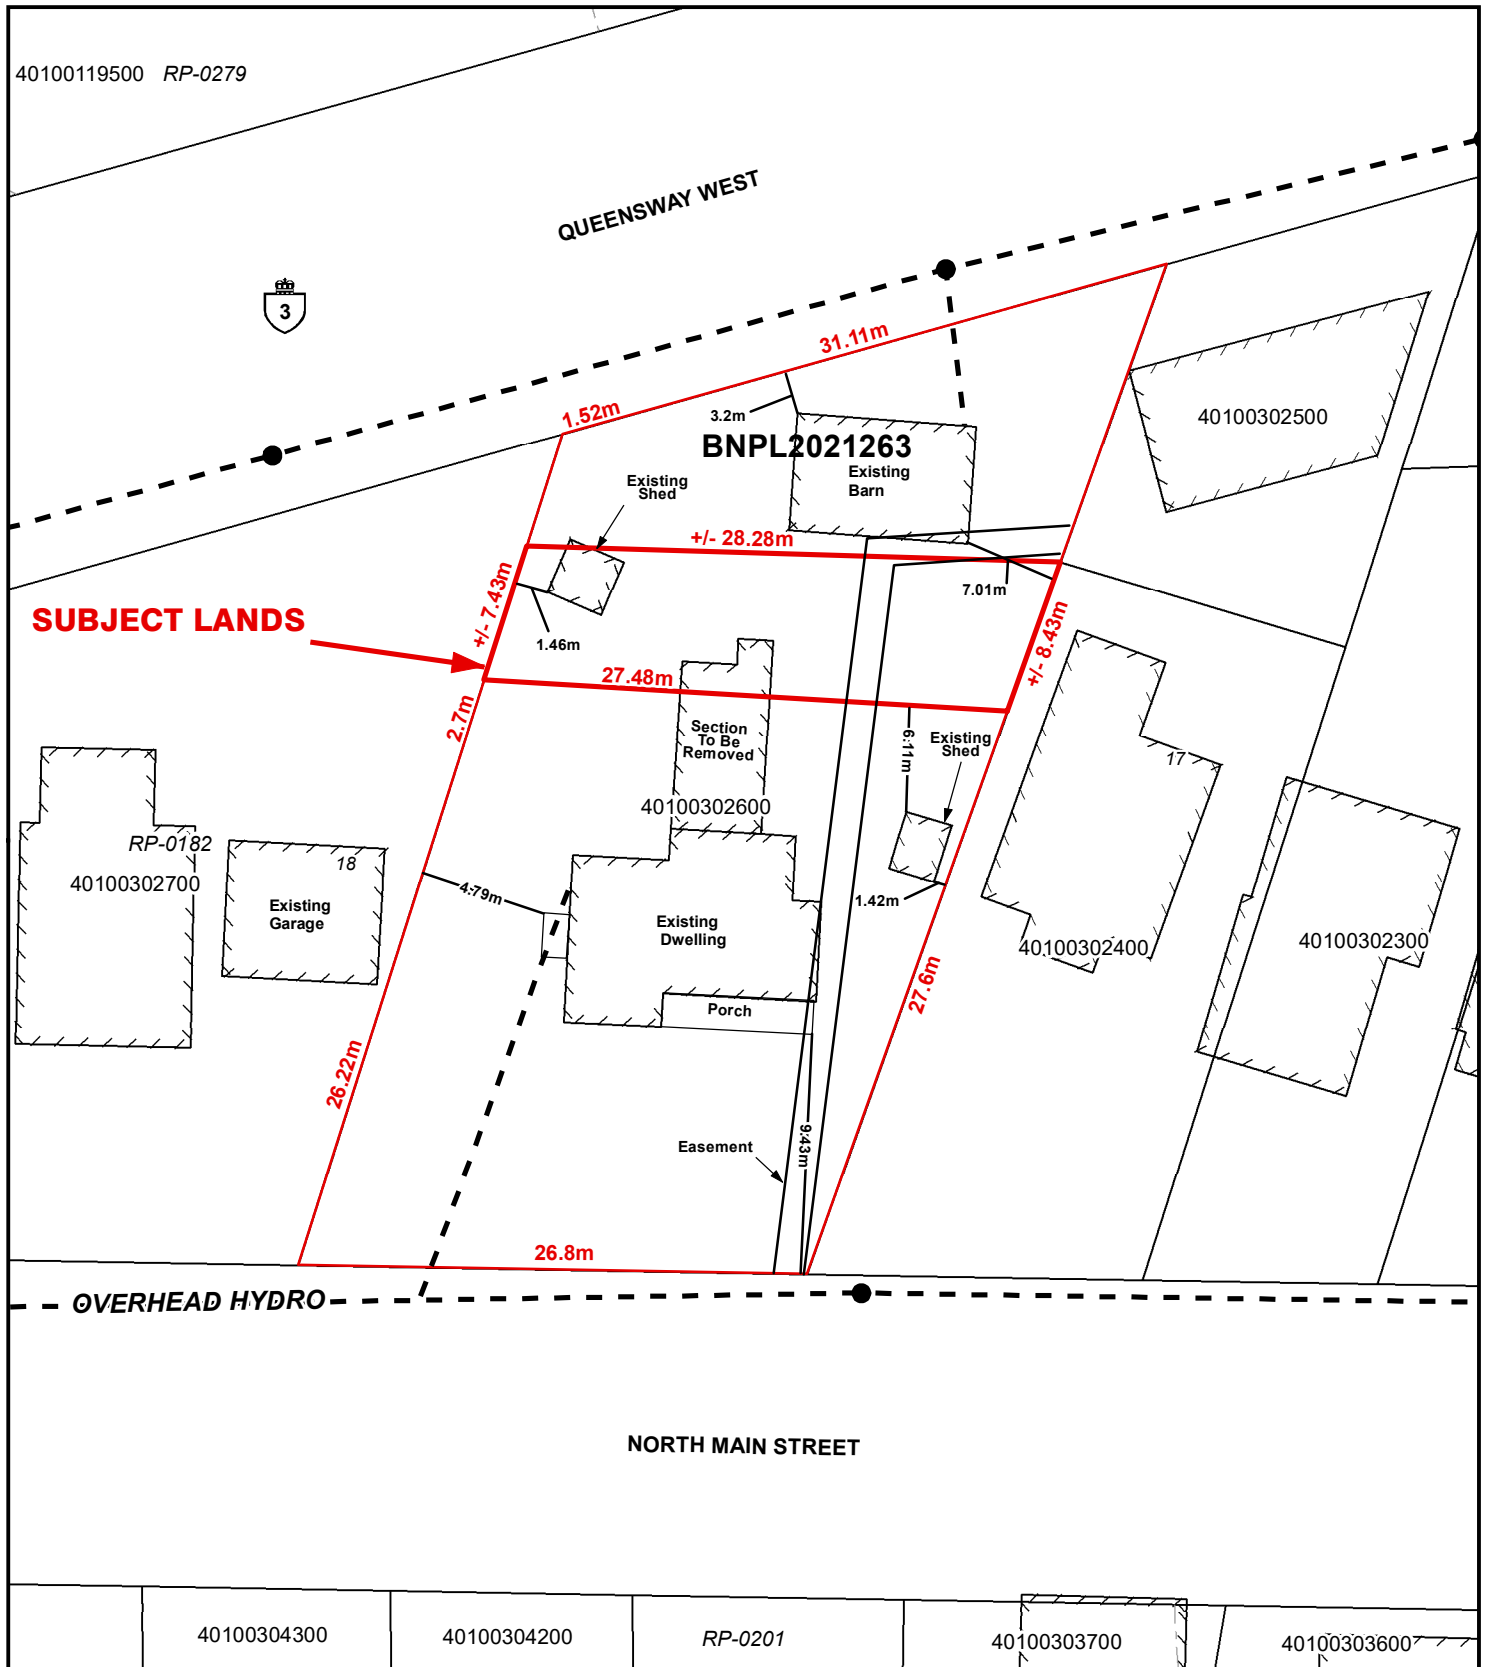 40100119500 RP-0279
QUEENSWAY WEST
3
31.11m
1.52m
3.2m
40100302500
BNPL2021263
Existing
Barn
Existing
Shed
+/- 28.28m
7.01m
+/- 7.43m
SUBJECT LANDS
1.46m
+/- 8.43m
27.48m
2.7m
Section
To Be
Removed
6.11m
Existing
Shed
17
40100302600
RP-0182
18
40100302700
4.79m
1.42m
Existing
Garage
Existing
Dwelling
40100302400
40100302300
27.6m
Porch
26.22m
9.43m
Easement
26.8m
OVERHEAD HYDRO
NORTH MAIN STREET
40100304300
40100304200
RP-0201
40100303700
40100303600